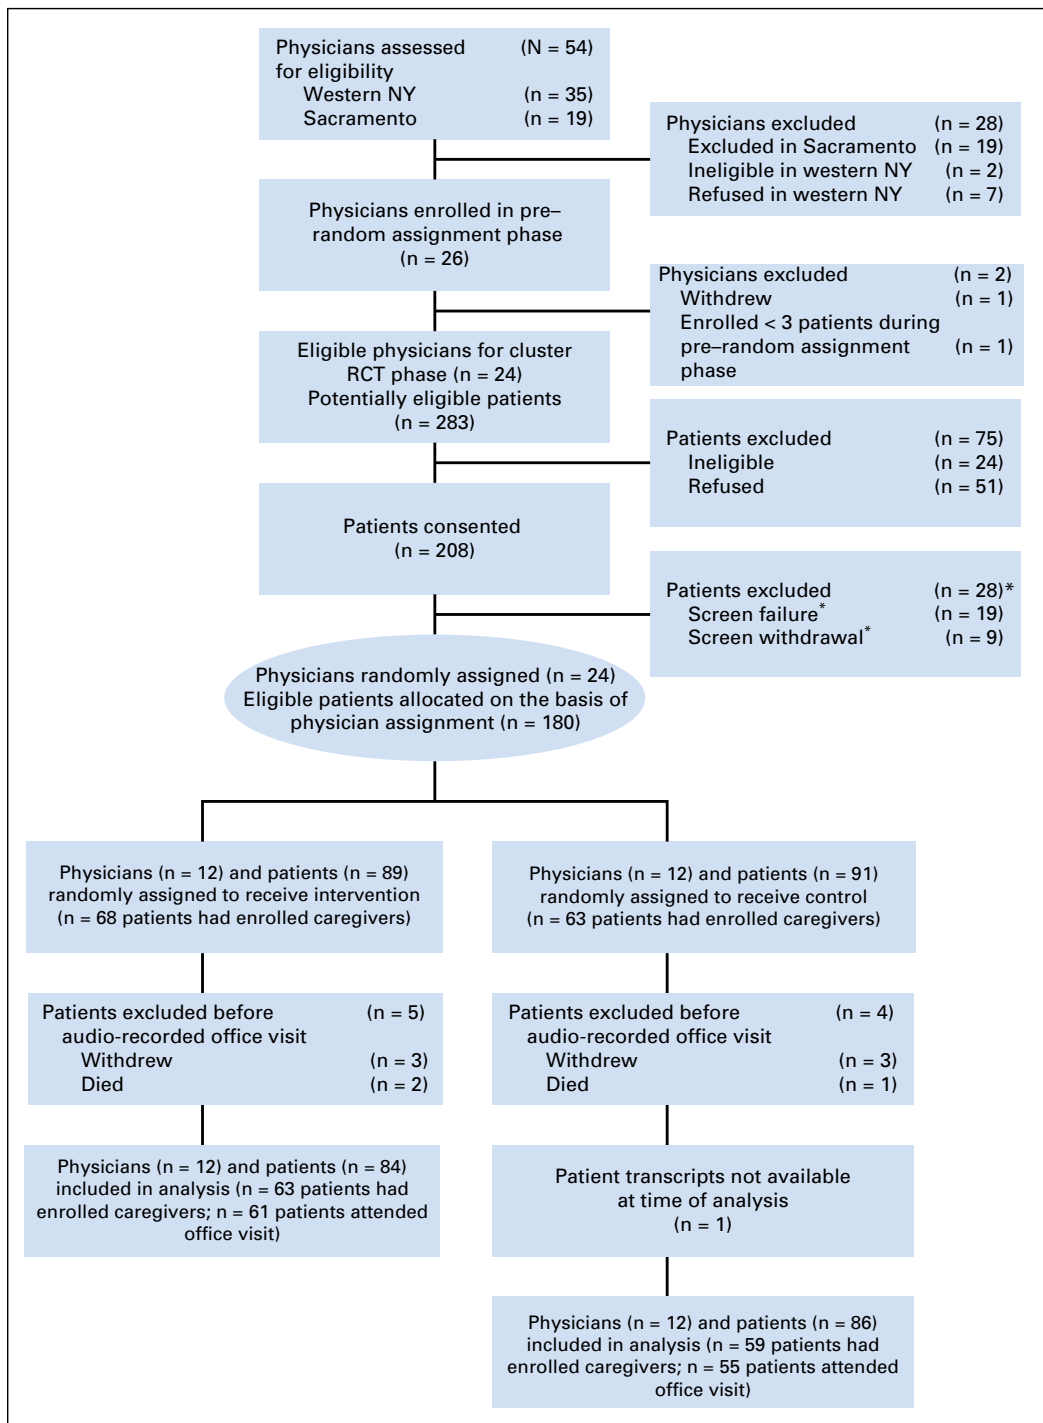 Physicians assessed (N = 54)
for eligibility
Western NY (n = 35)
Sacramento (n = 19)
Physicians excluded (n = 28)
Excluded in Sacramento (n = 19)
Ineligible in western NY (n = 2)
Refused in western NY (n = 7)
Physicians enrolled in pre–
random assignment phase
(n = 26)
Physicians excluded (n = 2)
Withdrew (n = 1)
Enrolled < 3 patients during
pre–random assignment (n = 1)
phase
Eligible physicians for cluster
RCT phase (n = 24)
Potentially eligible patients
(n = 283)
Patients excluded (n = 75)
Ineligible (n = 24)
Refused (n = 51)
Patients consented
(n = 208)
Patients excluded (n = 28)*
Screen failure* (n = 19)
Screen withdrawal* (n = 9)
Physicians randomly assigned (n = 24)
Eligible patients allocated on the basis of
physician assignment (n = 180)
Physicians (n = 12) and patients (n = 89)
randomly assigned to receive intervention
(n = 68 patients had enrolled caregivers)
Physicians (n = 12) and patients (n = 91)
randomly assigned to receive control
(n = 63 patients had enrolled caregivers)
Patients excluded before (n = 5)
audio-recorded office visit
Withdrew (n = 3)
Died (n = 2)
Patients excluded before (n = 4)
audio-recorded office visit
Withdrew (n = 3)
Died (n = 1)
Physicians (n = 12) and patients (n = 84)
included in analysis (n = 63 patients had
enrolled caregivers; n = 61 patients attended
office visit)
Patient transcripts not available
at time of analysis
(n = 1)
Physicians (n = 12) and patients (n = 86)
included in analysis (n = 59 patients had
enrolled caregivers; n = 55 patients attended
office visit)